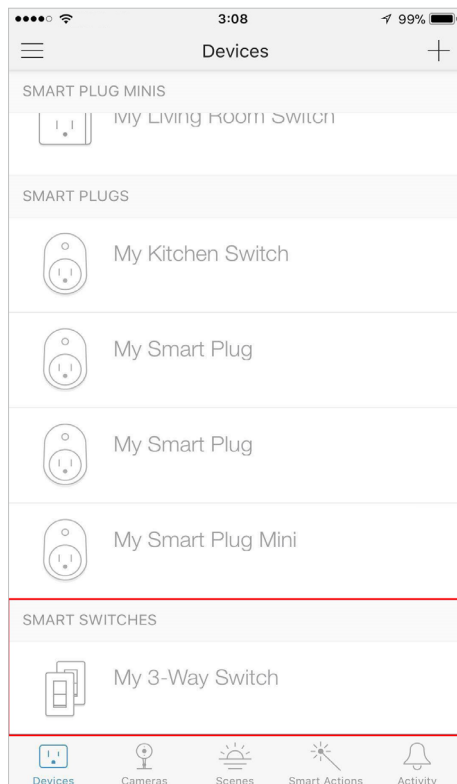 3:08
99%
Devices
SMART PLUG MINIS
My Living Room Switch
SMART PLUGS
My Kitchen Switch
My Smart Plug
My Smart Plug
My Smart Plug Mini
SMART SWITCHES
My 3-Way Switch
Devices Cameras Scenes Smart Actions Activity